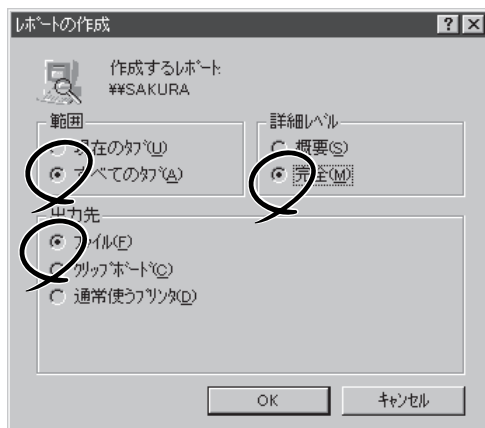 レポートの作成
作成するレポート:
¥¥SAKURA
範囲
現在のタブ(U)
すべてのタブ(A)
詳細レベル
概要(S)
完全(M)
出力先
ファイル(F)
クリップボード(C)
通常使うプリンタ(D)
OK
キャンセル